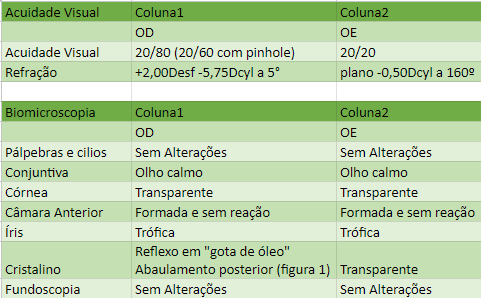 Acuidade Visual Coluna1 Coluna2
OD OE
Acuidade Visual 20/80 (20/60 com pinhole) 20/20
Refração +2,00Desf -5,75Dcyl a 5° plano -0,50Dcyl a 160º
Biomicroscopia Coluna1 Coluna2
OD OE
Pálpebras e cilios Sem Alterações Sem Alterações
Conjuntiva Olho calmo Olho calmo
Córnea Transparente Transparente
Câmara Anterior Formada e sem reação Formada e sem reação
Íris Trófica Trófica
Reflexo em "gota de óleo"
Cristalino Abaulamento posterior (figura 1) Transparente
Fundoscopia Sem Alterações Sem Alterações